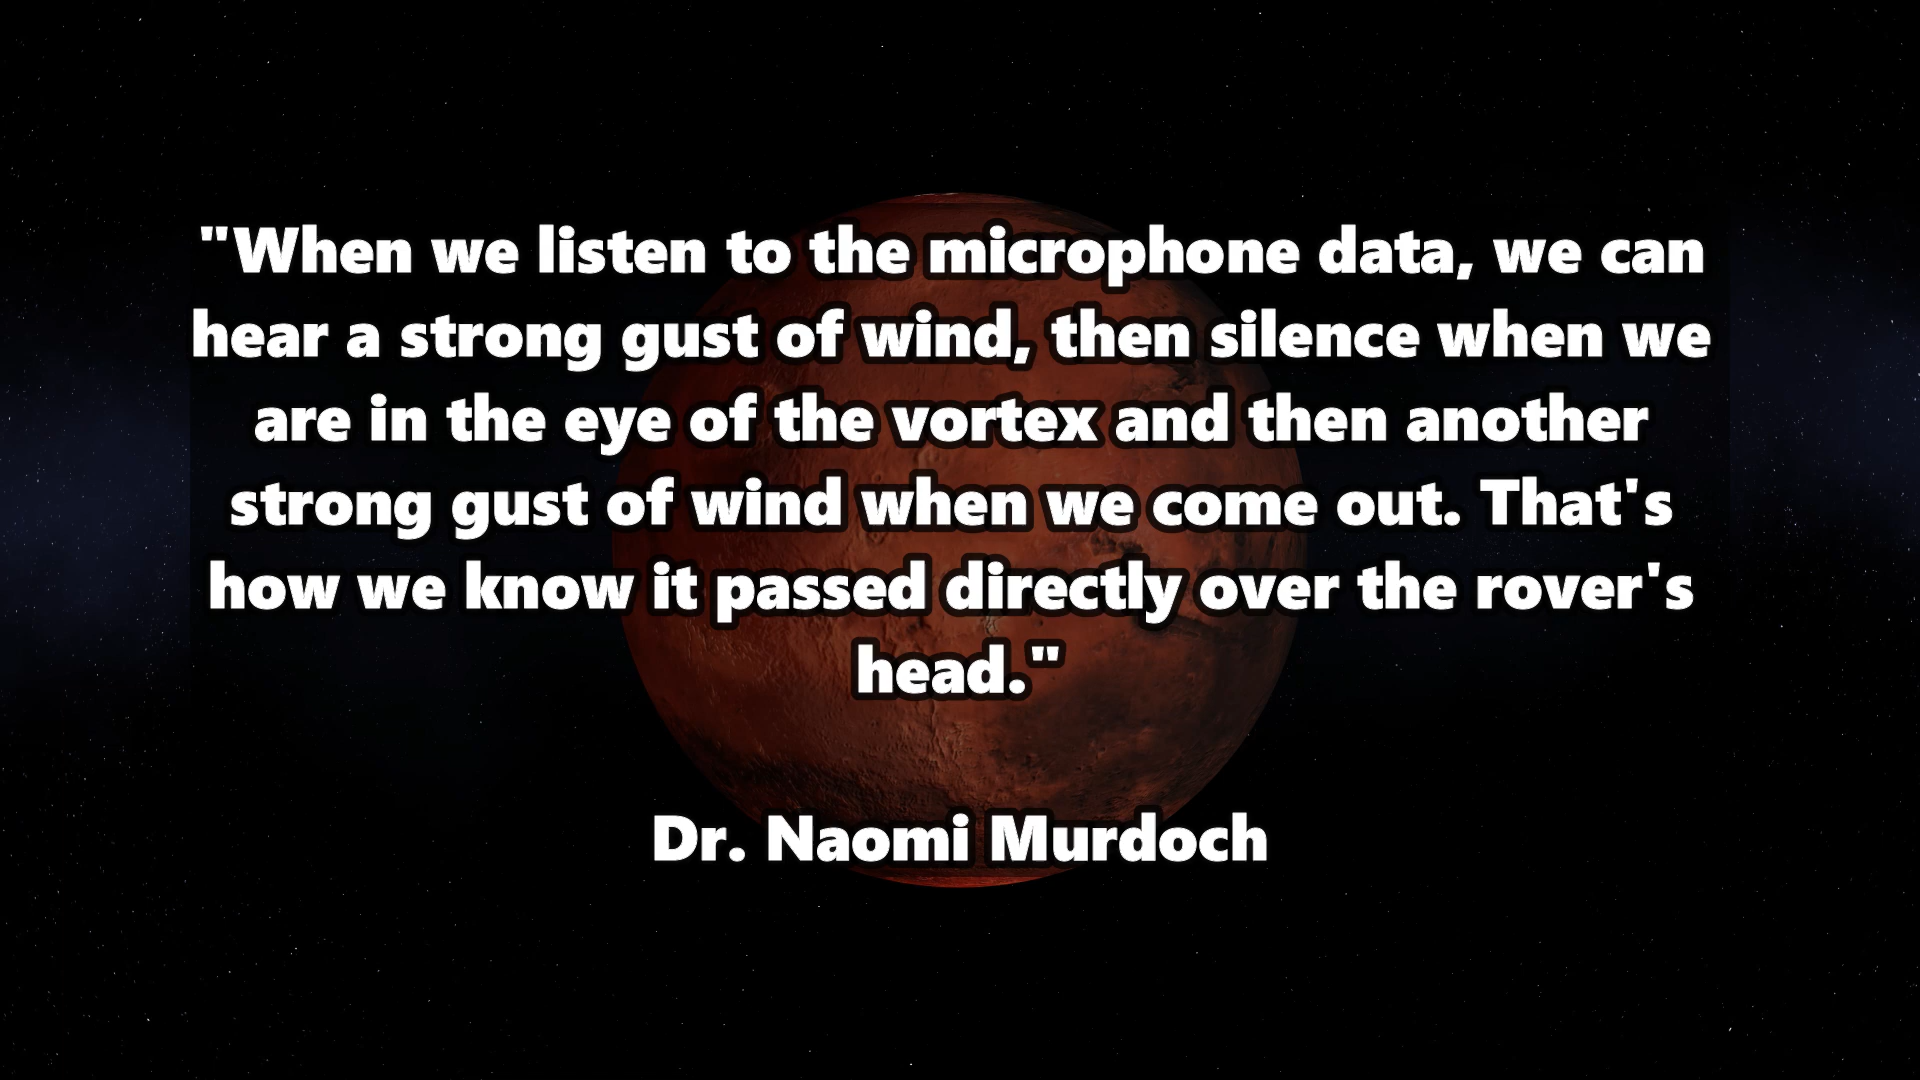 "When we listen to the microphone data, we can
hear a strong gust of wind, then silence when we
are in the eye of the vortex and then another
strong gust of wind when we come out. That's
how we know it passed directly over the rover's
head."
Dr. Naomi Murdoch